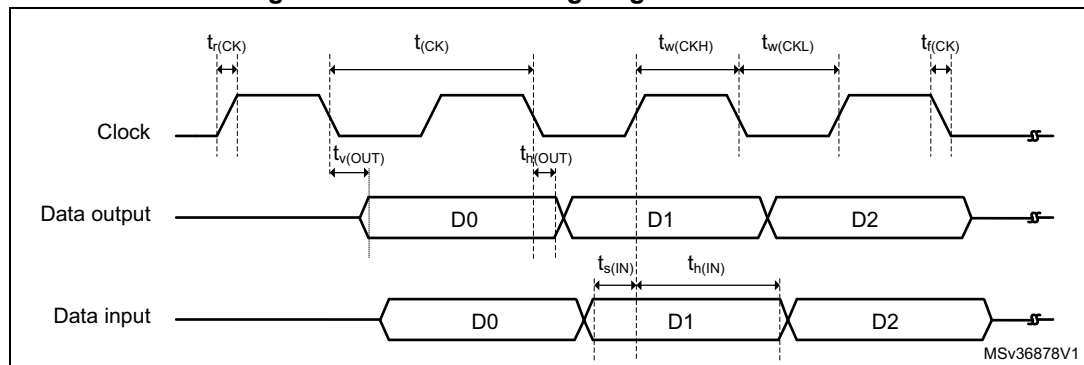 t_r(CK) t_(CK) t_w(CKH) t_w(CKL) t_f(CK)
Clock
t_v(OUT) t_h(OUT)
Data output D0 D1 D2
t_s(IN) t_h(IN)
Data input D0 D1 D2
MSv36878V1